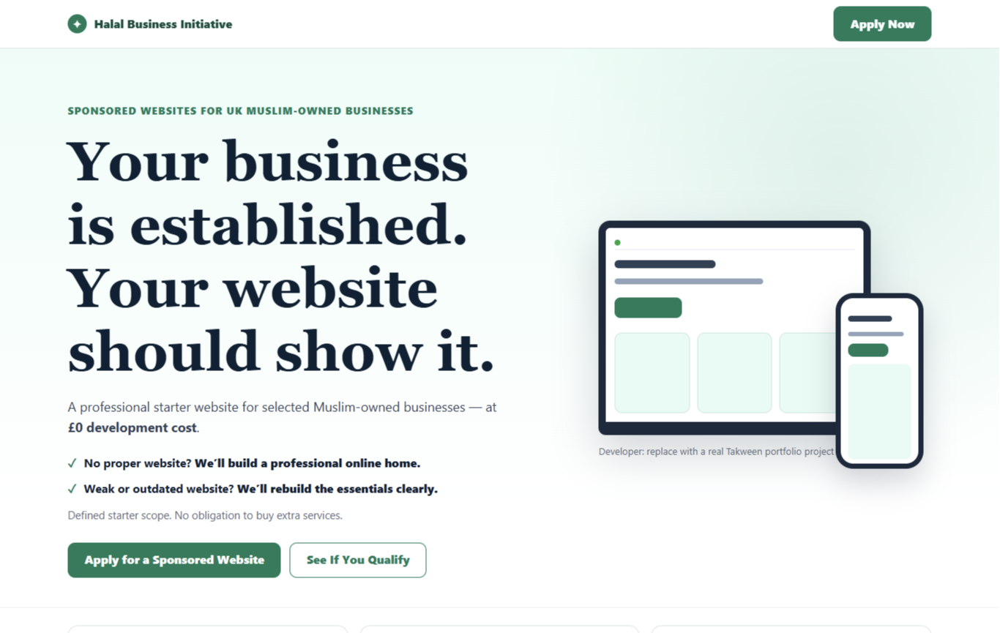 ✦ Halal Business Initiative
Apply Now
SPONSORED WEBSITES FOR UK MUSLIM-OWNED BUSINESSES
Your business
is established.
Your website
should show it.
A professional starter website for selected Muslim-owned businesses — at
£0 development cost.
✓ No proper website? We'll build a professional online home.
✓ Weak or outdated website? We'll rebuild the essentials clearly.
Defined starter scope. No obligation to buy extra services.
Apply for a Sponsored Website
See If You Qualify
Developer: replace with a real Takween portfolio project